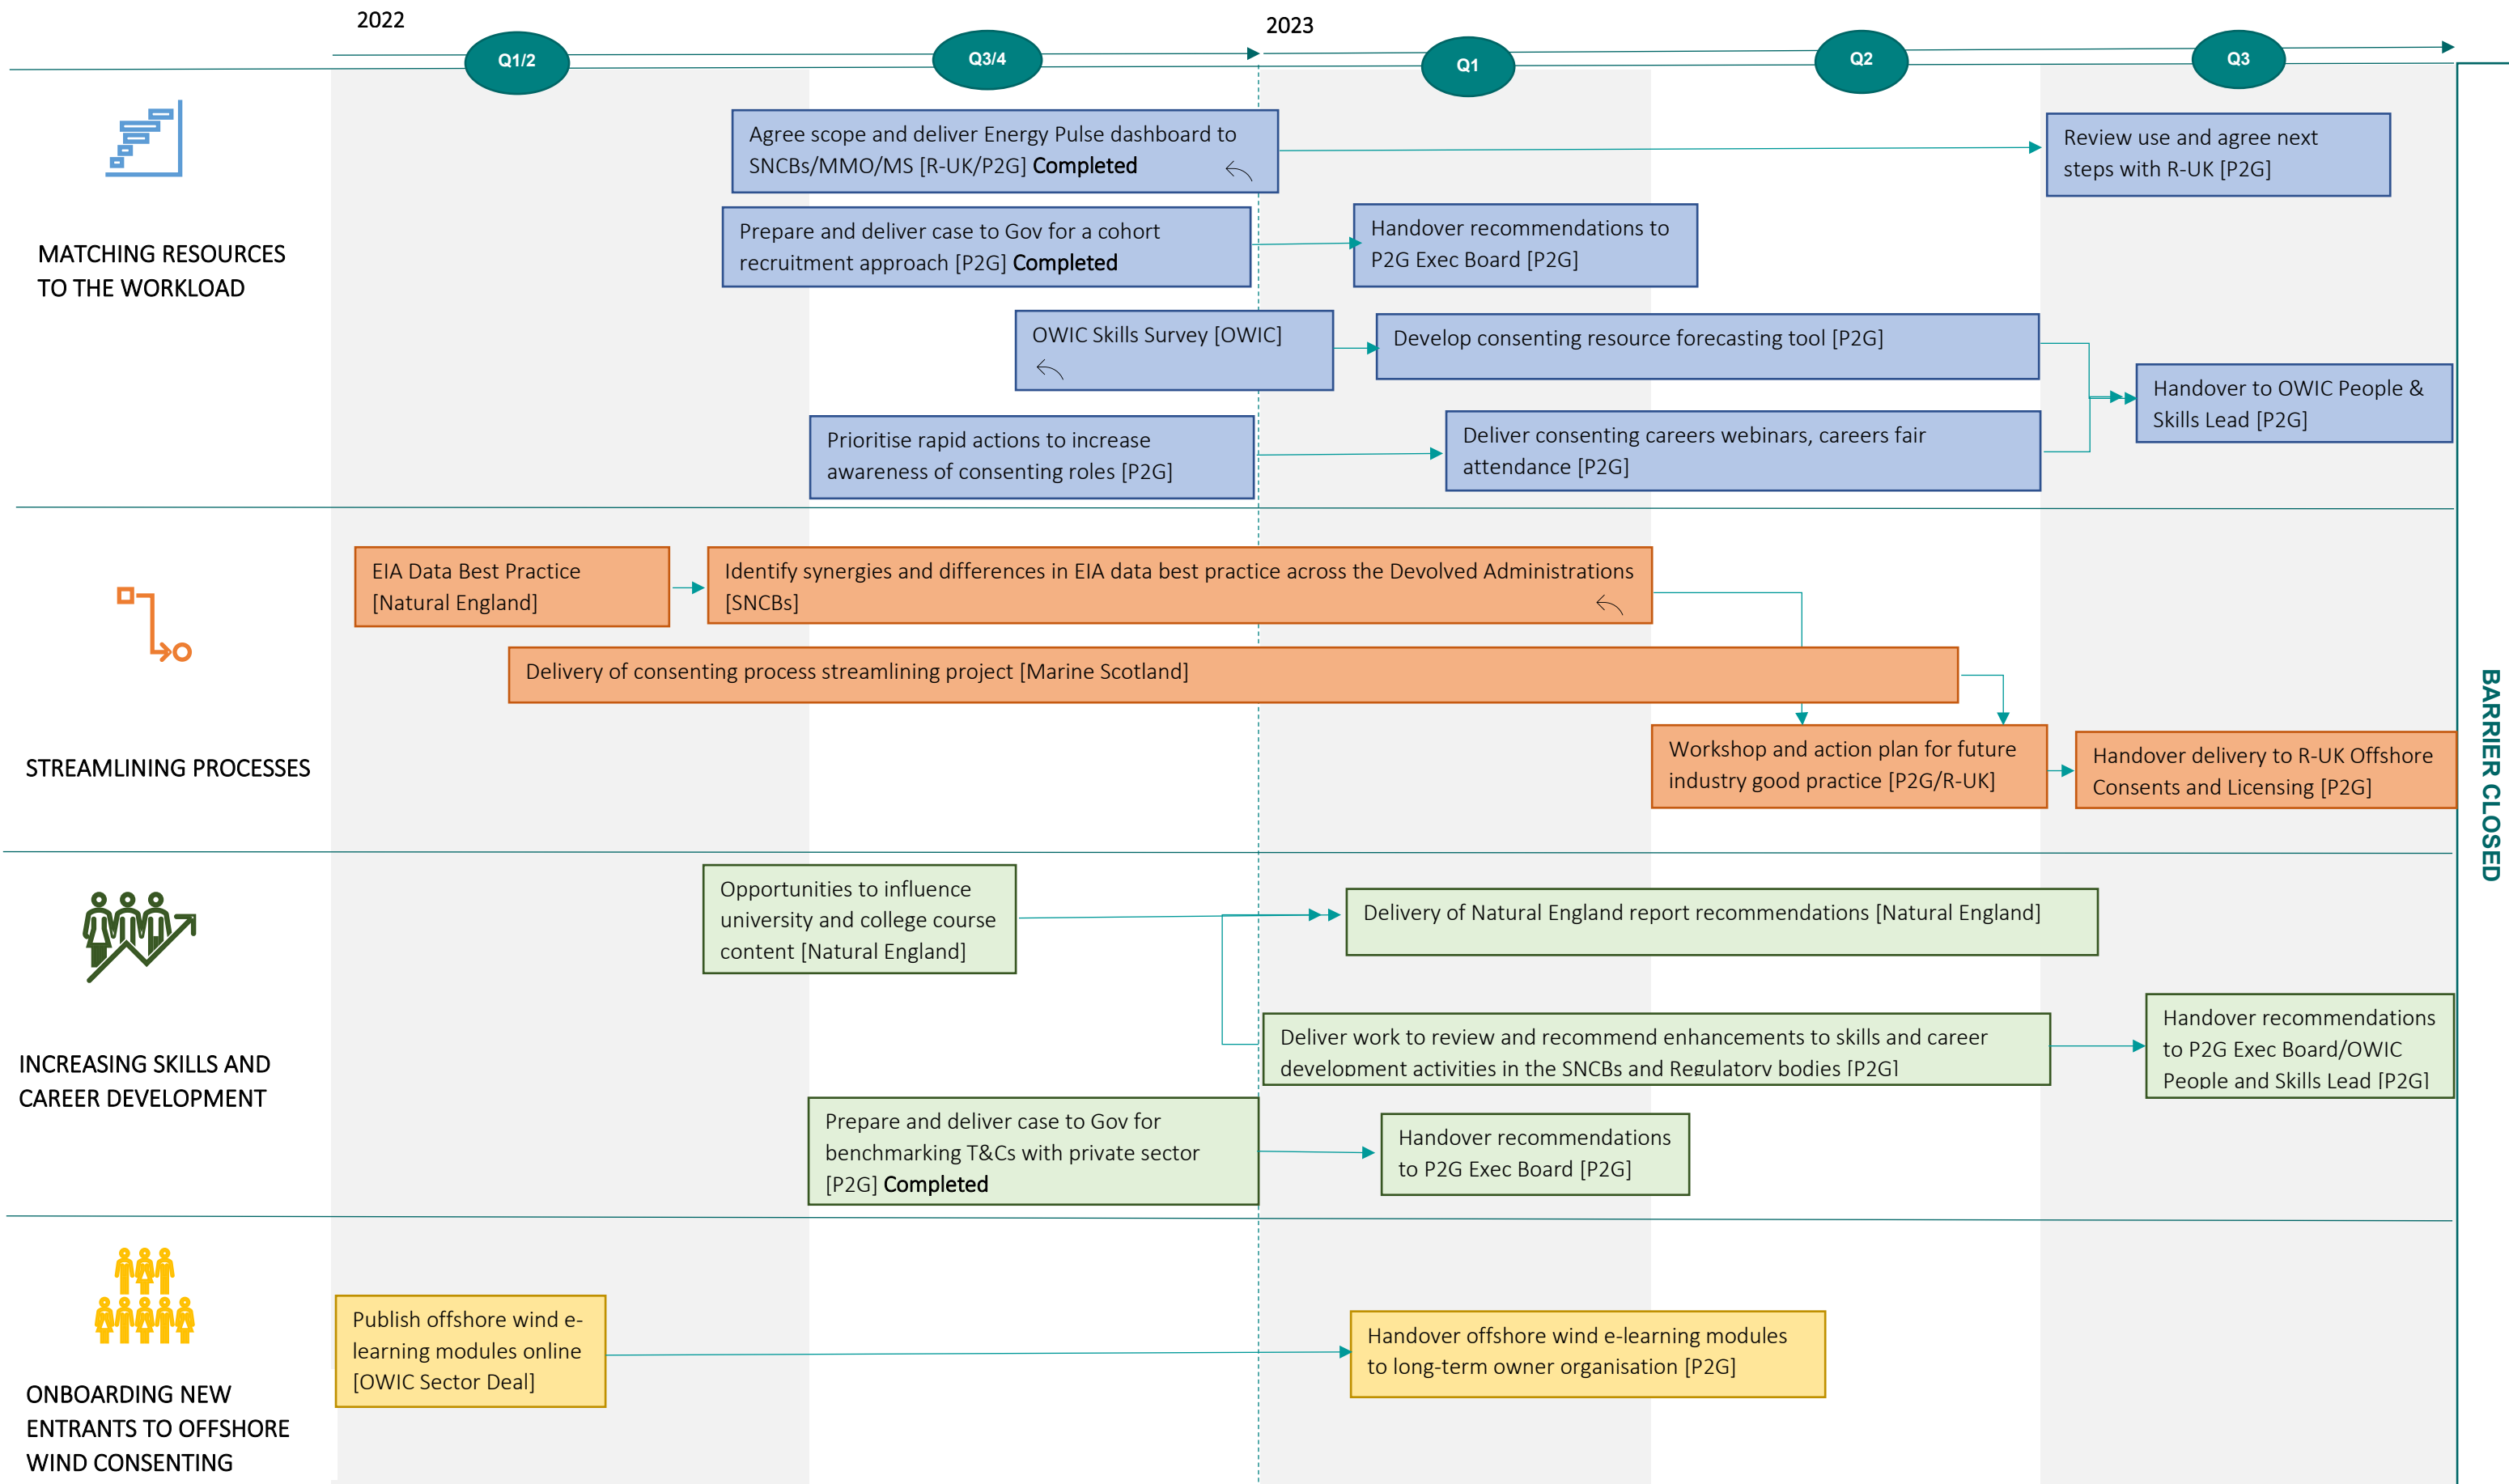 2022
2023
Q1/2
Q3/4
Q1
Q2
Q3
MATCHING RESOURCES
TO THE WORKLOAD
Agree scope and deliver Energy Pulse dashboard to
SNCBs/MMO/MS [R-UK/P2G] Completed
Review use and agree next
steps with R-UK [P2G]
Prepare and deliver case to Gov for a cohort
recruitment approach [P2G] Completed
Handover recommendations to
P2G Exec Board [P2G]
OWIC Skills Survey [OWIC]
Develop consenting resource forecasting tool [P2G]
Handover to OWIC People &
Skills Lead [P2G]
Prioritise rapid actions to increase
awareness of consenting roles [P2G]
Deliver consenting careers webinars, careers fair
attendance [P2G]
STREAMLINING PROCESSES
EIA Data Best Practice
[Natural England]
Identify synergies and differences in EIA data best practice across the Devolved Administrations
[SNCBs]
Delivery of consenting process streamlining project [Marine Scotland]
Workshop and action plan for future
industry good practice [P2G/R-UK]
Handover delivery to R-UK Offshore
Consents and Licensing [P2G]
BARRIER CLOSED
INCREASING SKILLS AND
CAREER DEVELOPMENT
Opportunities to influence
university and college course
content [Natural England]
Delivery of Natural England report recommendations [Natural England]
Deliver work to review and recommend enhancements to skills and career
development activities in the SNCBs and Regulatory bodies [P2G]
Handover recommendations
to P2G Exec Board/OWIC
People and Skills Lead [P2G]
Prepare and deliver case to Gov for
benchmarking T&Cs with private sector
[P2G] Completed
Handover recommendations
to P2G Exec Board [P2G]
ONBOARDING NEW
ENTRANTS TO OFFSHORE
WIND CONSENTING
Publish offshore wind e-
learning modules online
[OWIC Sector Deal]
Handover offshore wind e-learning modules
to long-term owner organisation [P2G]